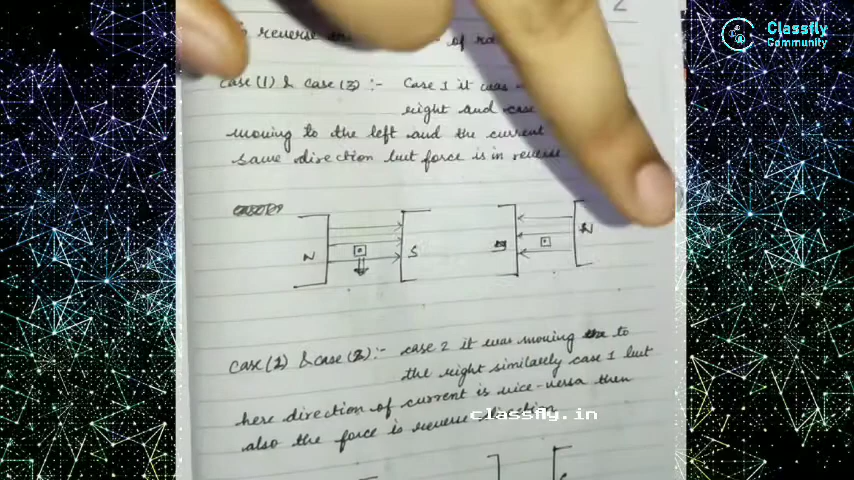 2
Classfly
Community
reverse
of
Case (1) & Case (3) :- Case 1 it was
right and case
moving to the left and the current
same direction but force is in reverse
N
S
N
Case (1) & Case (2) :- case 2 it was moving to
the right similarly case 1 but
here direction of current is vice-versa then
also the force is reverse direction
classfly.in